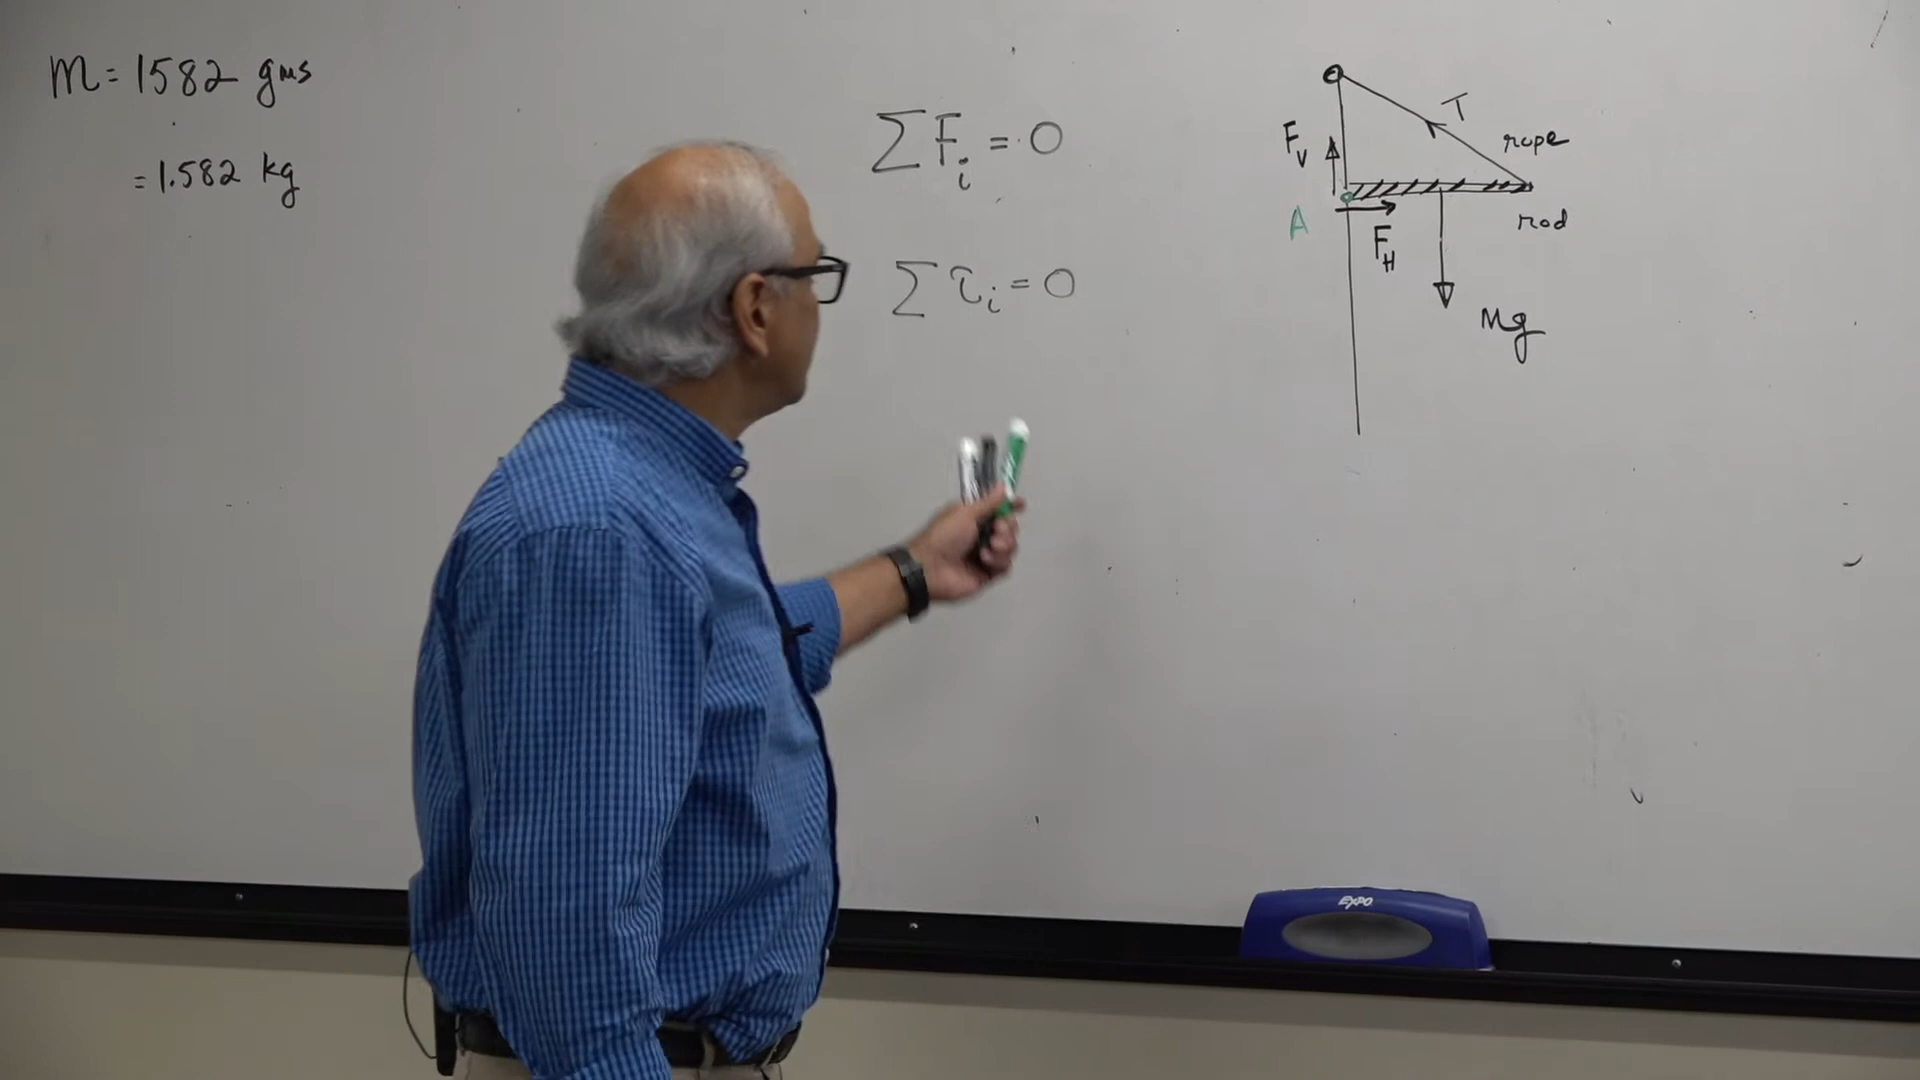 M = 1582 gms
= 1.582 kg
∑ F_i = 0
∑ τ_i = 0
T
rope
F_V
A
F_H
rod
Mg
EXPO